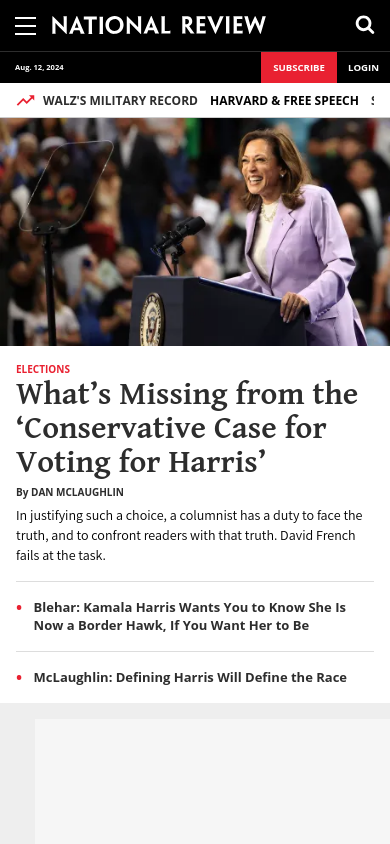 NATIONAL REVIEW
Aug. 12, 2024
SUBSCRIBE
LOGIN
WALZ'S MILITARY RECORD HARVARD & FREE SPEECH
ELECTIONS
What’s Missing from the
‘Conservative Case for
Voting for Harris’
By DAN MCLAUGHLIN
In justifying such a choice, a columnist has a duty to face the
truth, and to confront readers with that truth. David French
fails at the task.
Blehar: Kamala Harris Wants You to Know She Is
Now a Border Hawk, If You Want Her to Be
McLaughlin: Defining Harris Will Define the Race